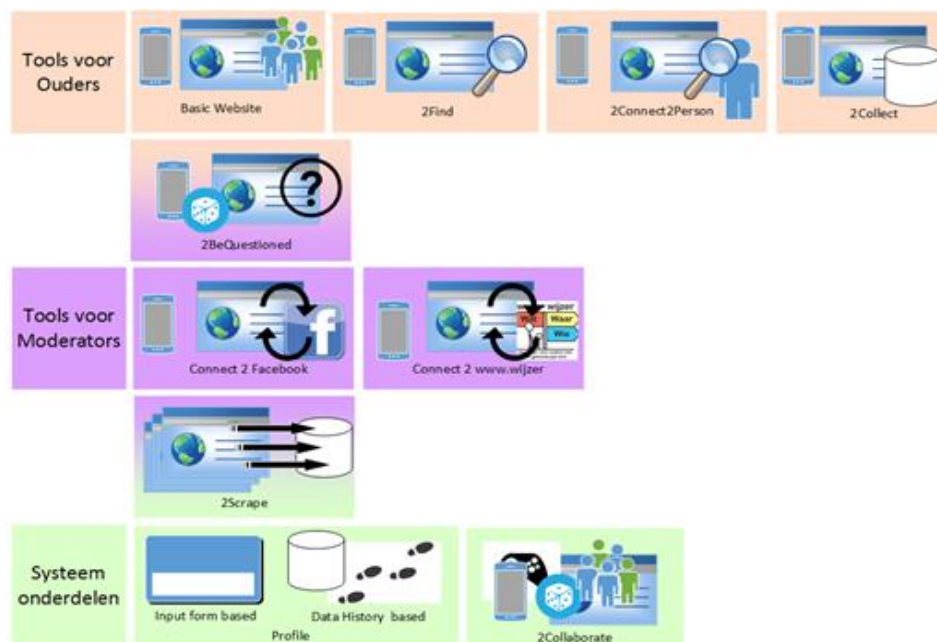 Tools voor
Ouders
Basic Website
2Find
2Connect2Person
2Collect
?
2BeQuestioned
Tools voor
Moderators
f
wijzer
Waar
Wie
Connect 2 Facebook
Connect 2 www.wijzer
2Scrape
Systeem
onderdelen
Input form based
Data History based
Profile
2Collaborate